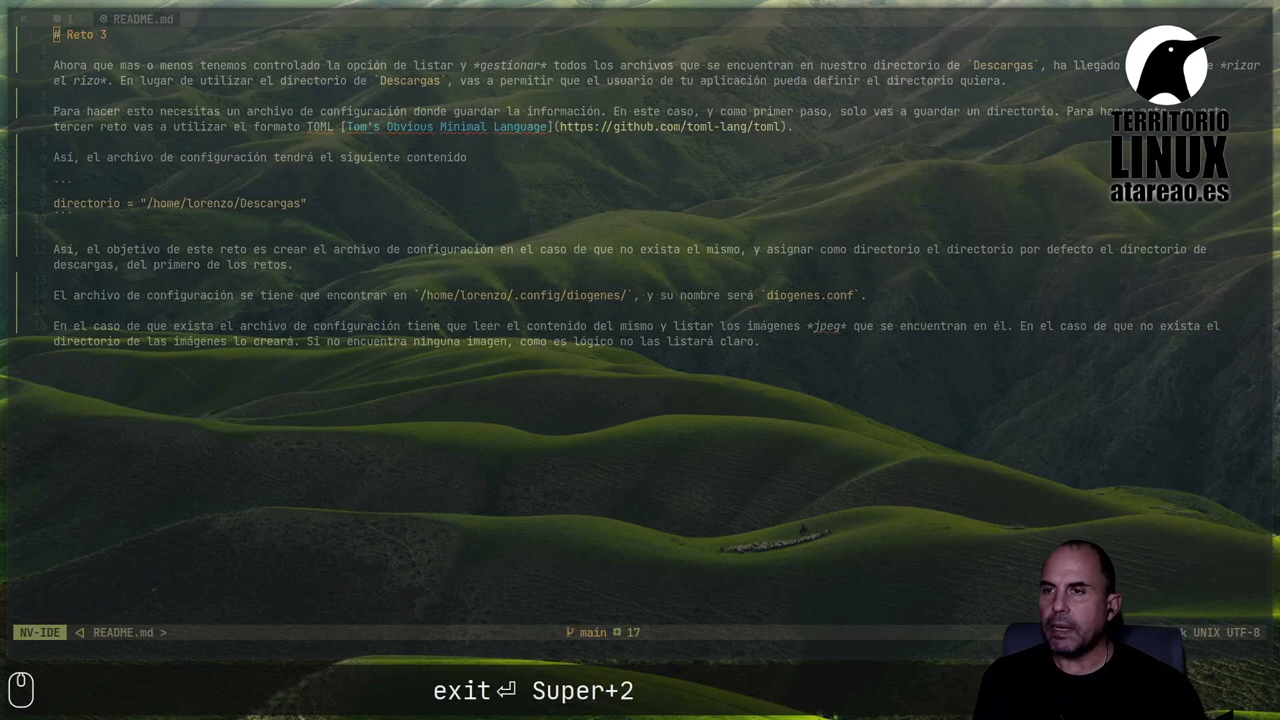 1
README.md
1 # Reto 3
Ahora que mas o menos tenemos controlado la opción de listar y *gestionar* todos los archivos que se encuentran en nuestro directorio de `Descargas`, ha llegado e *rizar
el rizo*. En lugar de utilizar el directorio de `Descargas`, vas a permitir que el usuario de tu aplicación pueda definir el directorio quiera.
Para hacer esto necesitas un archivo de configuración donde guardar la información. En este caso, y como primer paso, solo vas a guardar un directorio. Para hacer esto, en este
tercer reto vas a utilizar el formato TOML [Tom's Obvious Minimal Language](https://github.com/toml-lang/toml).
Así, el archivo de configuración tendrá el siguiente contenido
```
directorio = "/home/lorenzo/Descargas"
```
12 Así, el objetivo de este reto es crear el archivo de configuración en el caso de que no exista el mismo, y asignar como directorio el directorio por defecto el directorio de
descargas, del primero de los retos.
14 El archivo de configuración se tiene que encontrar en `/home/lorenzo/.config/diogenes/`, y su nombre será `diogenes.conf`.
16 En el caso de que exista el archivo de configuración tiene que leer el contenido del mismo y listar los imágenes *jpeg* que se encuentran en él. En el caso de que no exista el
directorio de las imágenes lo creará. Si no encuentra ninguna imagen, como es lógico no las listará claro.
TERRITORIO
LINUX
atareao.es
NV-IDE README.md > main 17 UNIX UTF-8
exit⏎ Super+2